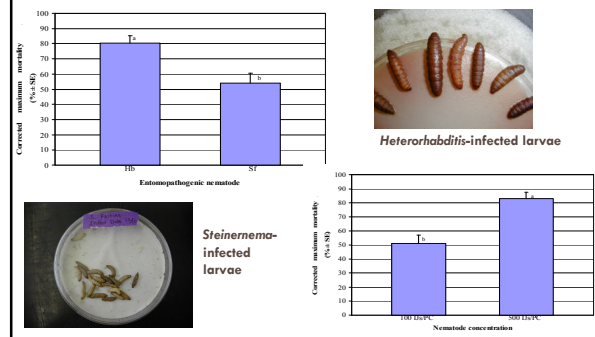 100
90
80
70
60
50
40
30
20
10
0
Corrected maximum mortality
(%± SE)
a
b
Hb
Sf
Entomopathogenic nematode
Heterorhabditis-infected larvae
Steinernema-
infected
larvae
100
90
80
70
60
50
40
30
20
10
0
Corrected maximum mortality
(%± SE)
b
a
100 IJs/PC
500 IJs/PC
Nematode concentration